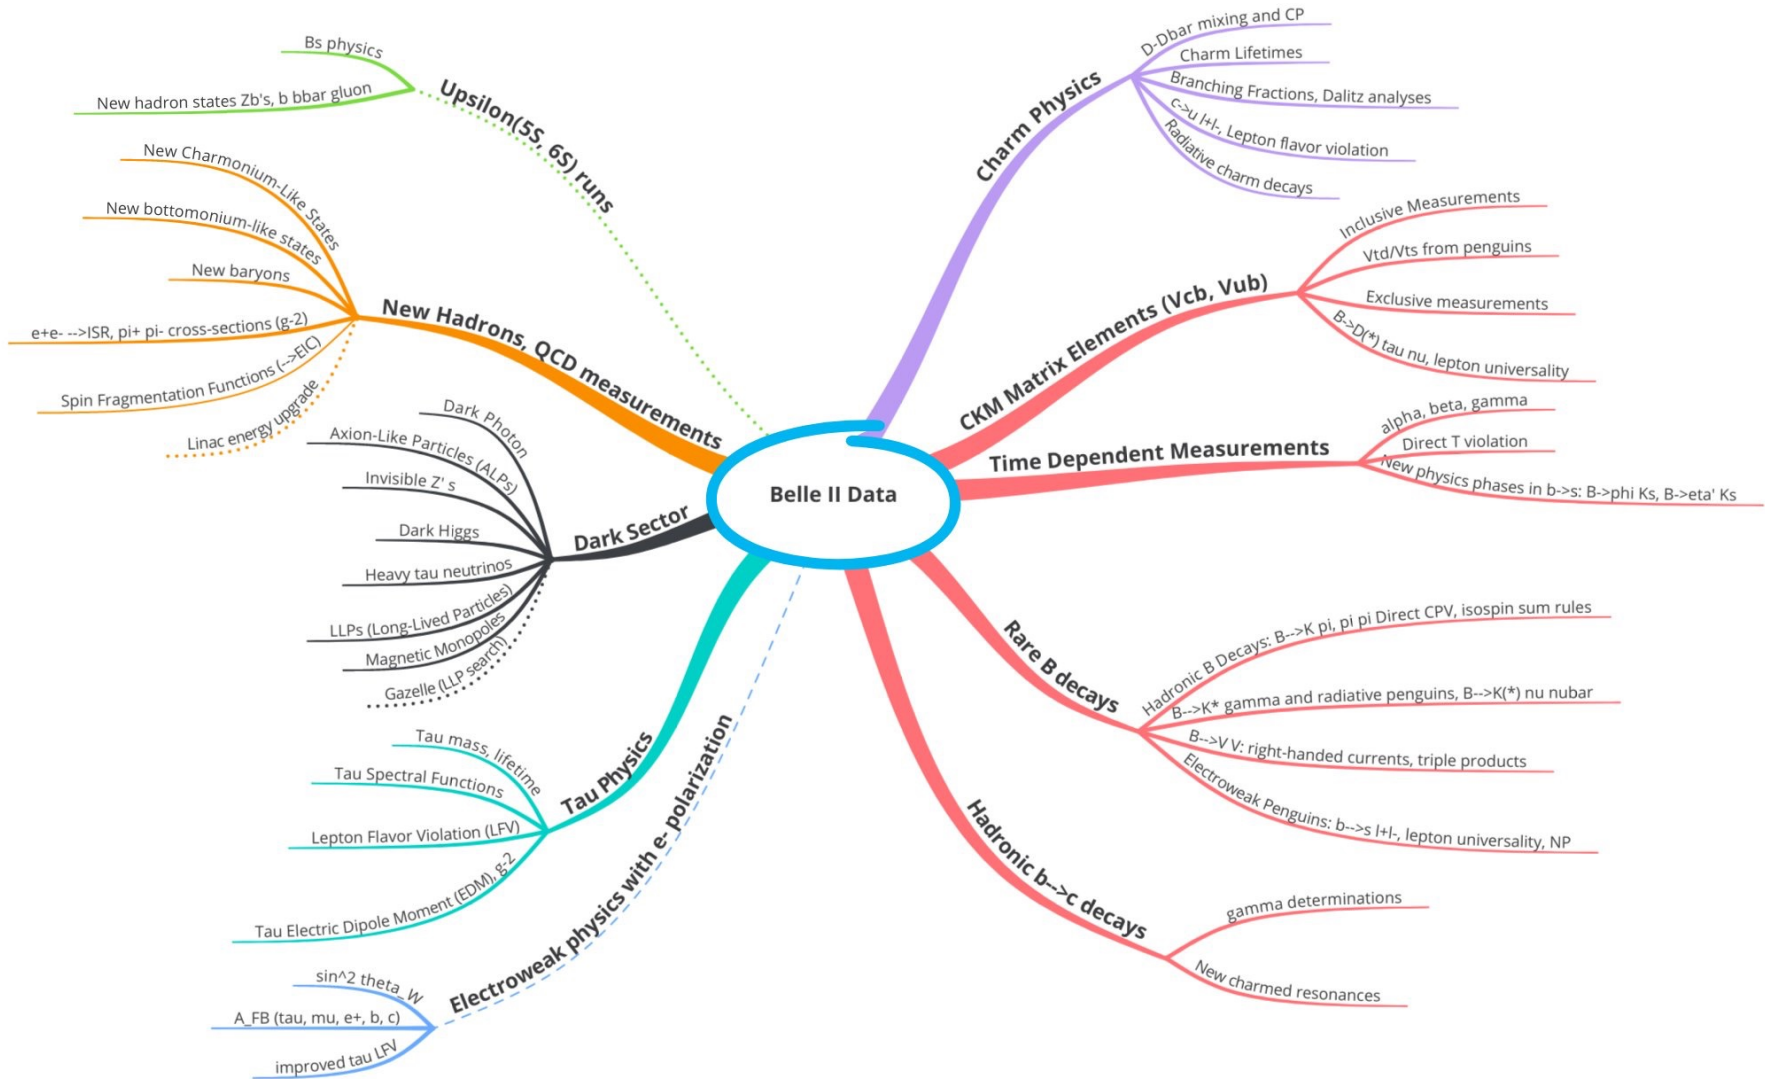 Belle II Data
Upsilon(5S, 6S) runs
Bs physics
New hadron states Zb's, b bbar gluon
New Hadrons, QCD measurements
New Charmonium-Like States
New bottomonium-like states
New baryons
e+e- -->ISR, pi+ pi- cross-sections (g-2)
Spin Fragmentation Functions (-->EIC)
Linac energy upgrade
Dark Sector
Dark Photon
Axion-Like Particles (ALPs)
Invisible Z' s
Dark Higgs
Heavy tau neutrinos
LLPs (Long-Lived Particles)
Magnetic Monopoles
Gazelle (LLP search)
Tau Physics
Tau mass, lifetime
Tau Spectral Functions
Lepton Flavor Violation (LFV)
Tau Electric Dipole Moment (EDM), g-2
Electroweak physics with e- polarization
sin^2 theta_W
A_FB (tau, mu, e+, b, c)
improved tau LFV
Charm Physics
D-Dbar mixing and CP
Charm Lifetimes
Branching Fractions, Dalitz analyses
c->u l+l-, Lepton flavor violation
Radiative charm decays
CKM Matrix Elements (Vcb, Vub)
Inclusive Measurements
Vtd/Vts from penguins
Exclusive measurements
B->D(*) tau nu, lepton universality
Time Dependent Measurements
alpha, beta, gamma
Direct T violation
New physics phases in b->s: B->phi Ks, B->eta' Ks
Rare B decays
Hadronic B Decays: B-->K pi, pi pi Direct CPV, isospin sum rules
B-->K* gamma and radiative penguins, B-->K(*) nu nubar
B-->V V: right-handed currents, triple products
Electroweak Penguins: b-->s l+l-, lepton universality, NP
Hadronic b-->c decays
gamma determinations
New charmed resonances